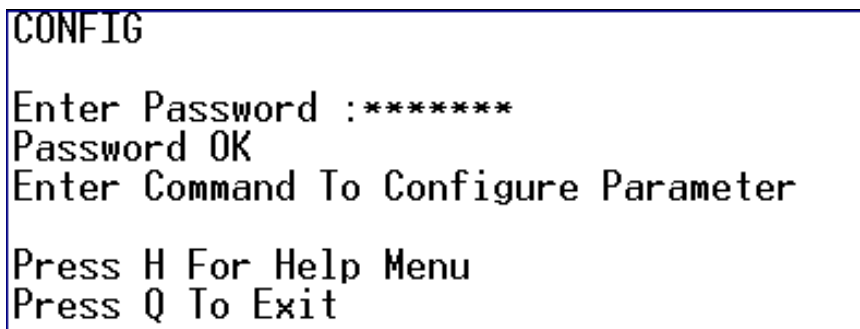 CONFIG
Enter Password :*******
Password OK
Enter Command To Configure Parameter
Press H For Help Menu
Press Q To Exit